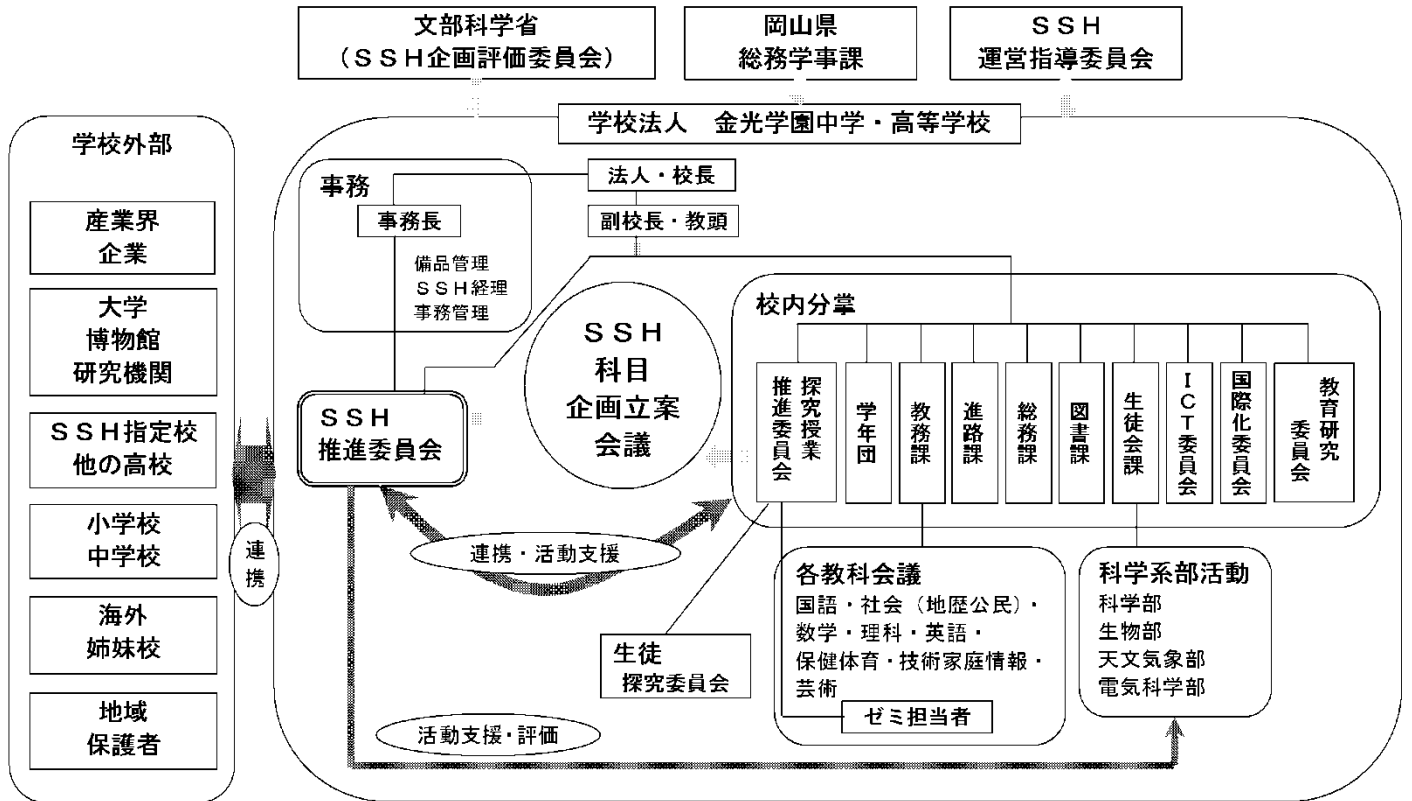 文部科学省
（ＳＳＨ企画評価委員会）
岡山県
総務学事課
ＳＳＨ
運営指導委員会
学校法人　金光学園中学・高等学校
学校外部
産業界
企業
大学
博物館
研究機関
ＳＳＨ指定校
他の高校
小学校
中学校
海外
姉妹校
地域
保護者
連携
事務
事務長
備品管理
ＳＳＨ経理
事務管理
法人・校長
副校長・教頭
ＳＳＨ
科目
企画立案
会議
ＳＳＨ
推進委員会
校内分掌
探究授業
推進委員会
学年団
教務課
進路課
総務課
図書課
生徒会課
ＩＣＴ委員会
国際化委員会
教育研究
委員会
連携・活動支援
生徒
探究委員会
各教科会議
国語・社会（地歴公民）・
数学・理科・英語・
保健体育・技術家庭情報・
芸術
ゼミ担当者
科学系部活動
科学部
生物部
天文気象部
電気科学部
活動支援・評価